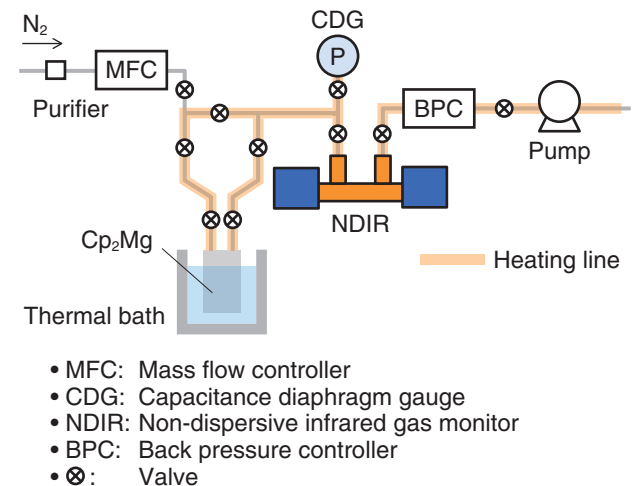 N₂
CDG
P
MFC
BPC
Purifier
Pump
NDIR
Cp₂Mg
Heating line
Thermal bath
• MFC: Mass flow controller
• CDG: Capacitance diaphragm gauge
• NDIR: Non-dispersive infrared gas monitor
• BPC: Back pressure controller
• ⊗ : Valve